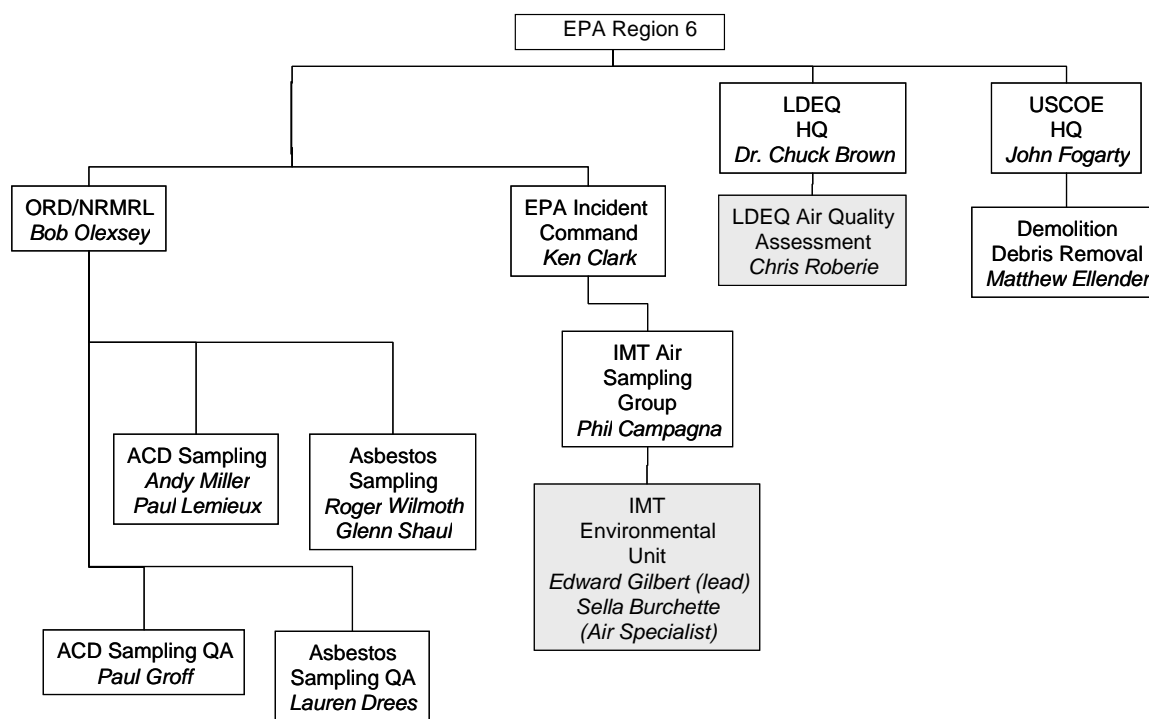 EPA Region 6
LDEQ
HQ
Dr. Chuck Brown
USCOE
HQ
John Fogarty
ORD/NRMRL
Bob Olexsey
EPA Incident
Command
Ken Clark
LDEQ Air Quality
Assessment
Chris Roberie
Demolition
Debris Removal
Matthew Ellender
IMT Air
Sampling
Group
Phil Campagna
ACD Sampling
Andy Miller
Paul Lemieux
Asbestos
Sampling
Roger Wilmoth
Glenn Shaul
IMT
Environmental
Unit
Edward Gilbert (lead)
Sella Burchette
(Air Specialist)
ACD Sampling QA
Paul Groff
Asbestos
Sampling QA
Lauren Drees